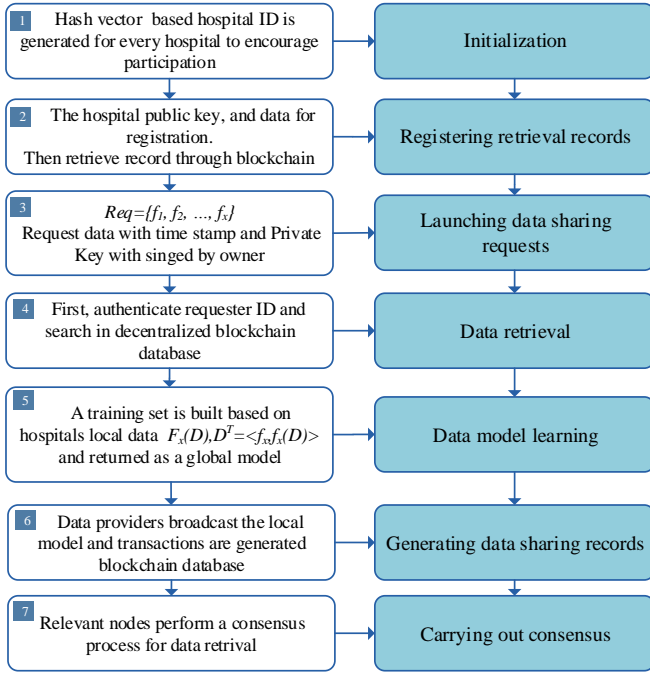 1
Hash vector based hospital ID is
generated for every hospital to encourage
participation
Initialization
2
The hospital public key, and data for
registration.
Then retrieve record through blockchain
Registering retrieval records
3
Req={f1, f2, ..., fx}
Request data with time stamp and Private
Key with singed by owner
Launching data sharing
requests
4
First, authenticate requester ID and
search in decentralized blockchain
database
Data retrieval
5
A training set is built based on
hospitals local data Fx(D),D^T=<fx,fx(D)>
and returned as a global model
Data model learning
6
Data providers broadcast the local
model and transactions are generated
blockchain database
Generating data sharing records
7
Relevant nodes perform a consensus
process for data retrival
Carrying out consensus